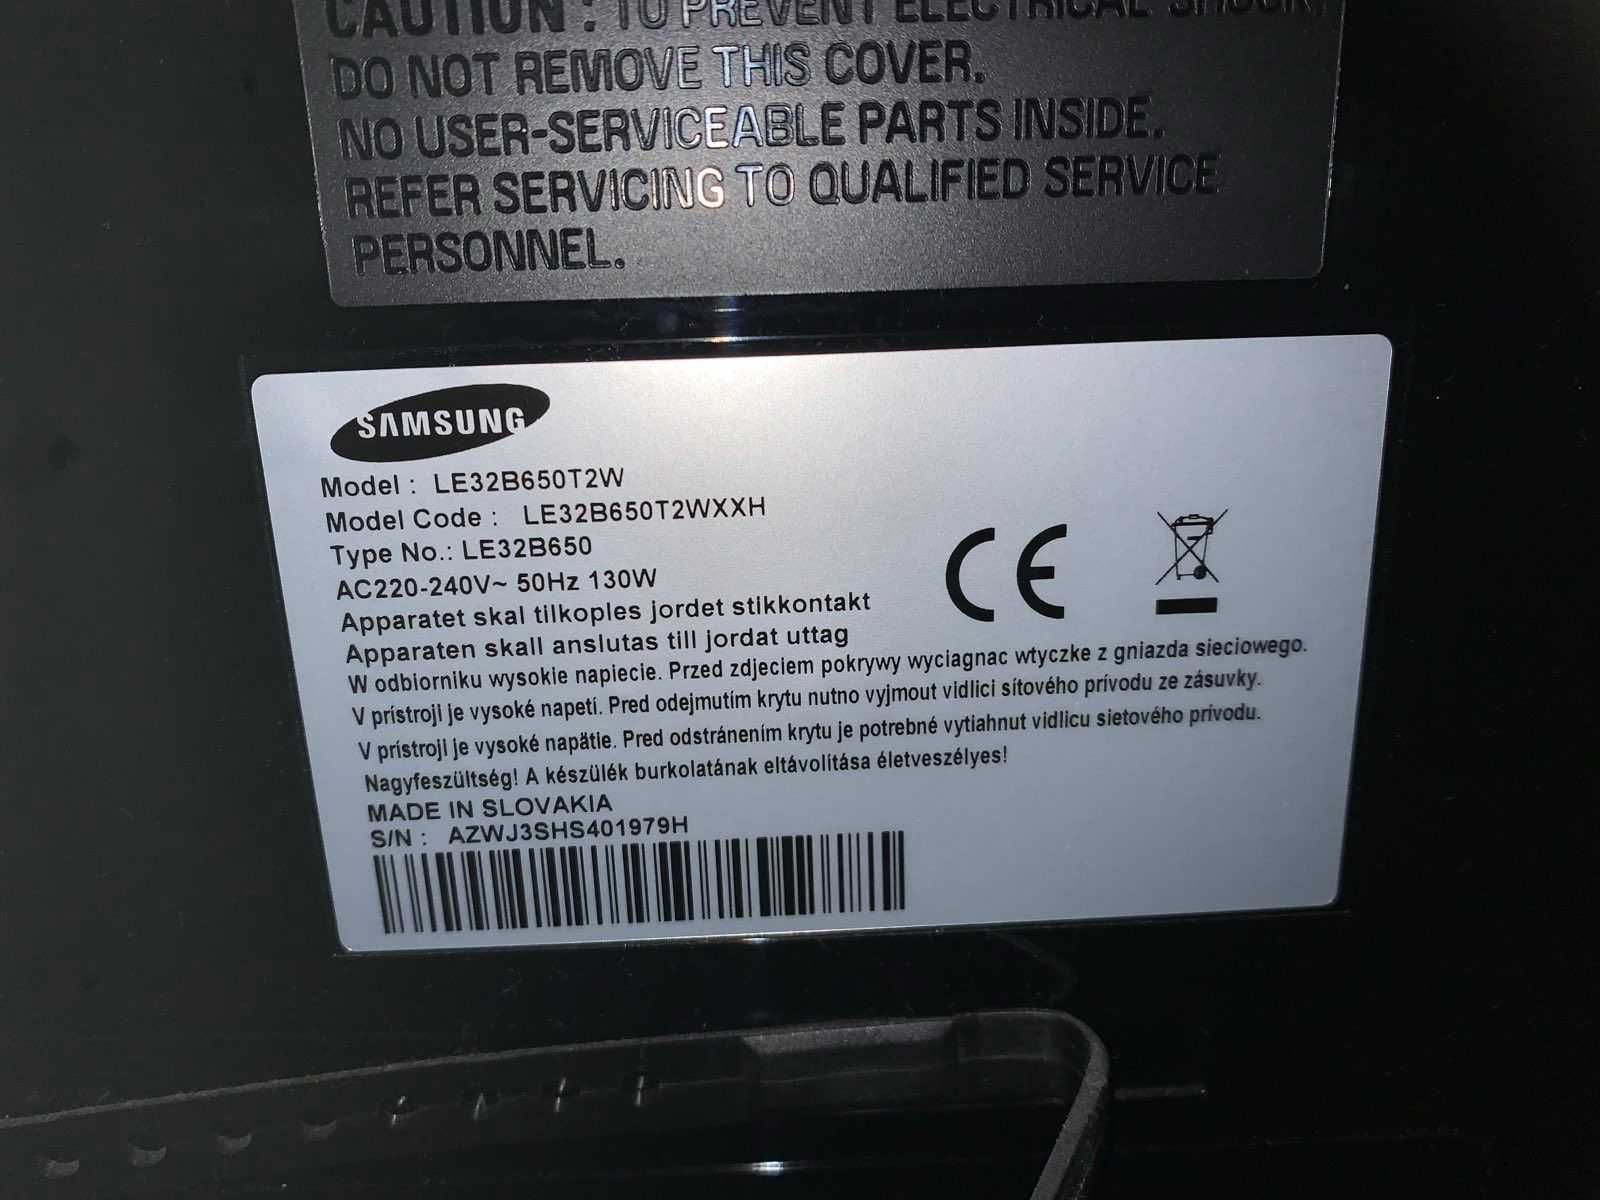 CAUTION : TO PREVENT ELECTRICAL SHOCK,
DO NOT REMOVE THIS COVER.
NO USER-SERVICEABLE PARTS INSIDE.
REFER SERVICING TO QUALIFIED SERVICE
PERSONNEL.
SAMSUNG
Model : LE32B650T2W
Model Code : LE32B650T2WXXH
Type No.: LE32B650
AC220-240V~ 50Hz 130W
Apparatet skal tilkoples jordet stikkontakt
Apparaten skall anslutas till jordat uttag
W odbiorniku wysokie napiecie. Przed zdjeciem pokrywy wyciagnac wtyczke z gniazda sieciowego.
V prístroji je vysoké napetí. Pred odejmutím krytu nutno vyjmout vidlici sítového prívodu ze zásuvky.
V prístroji je vysoké napätie. Pred odstránením krytu je potrebné vytiahnut vidlicu sietového prívodu.
Nagyfeszültség! A készülék burkolatának eltávolítása életveszélyes!
MADE IN SLOVAKIA
S/N : AZWJ3SHS401979H
CE